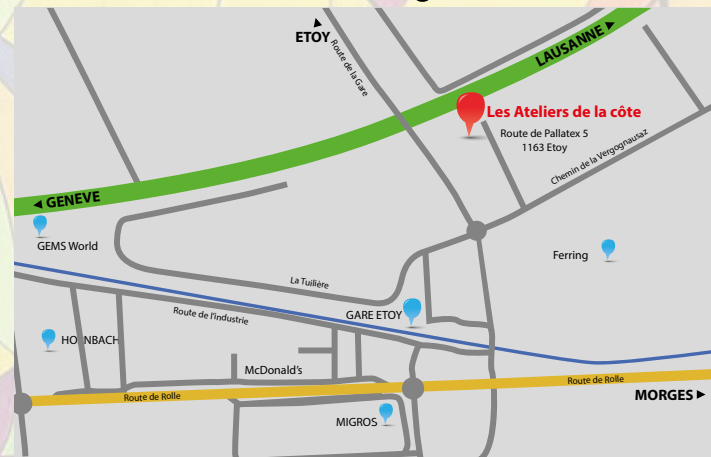 ETOY
Route de la Gare
LAUSANNE
Les Ateliers de la côte
Route de Pallatex 5
1163 Etoy
Chemin de la Vergognausaz
GENÈVE
GEMS World
Ferring
La Tuilière
Route de l'industrie
GARE ETOY
HORNBACH
McDonald's
Route de Rolle
Route de Rolle
MORGES
MIGROS